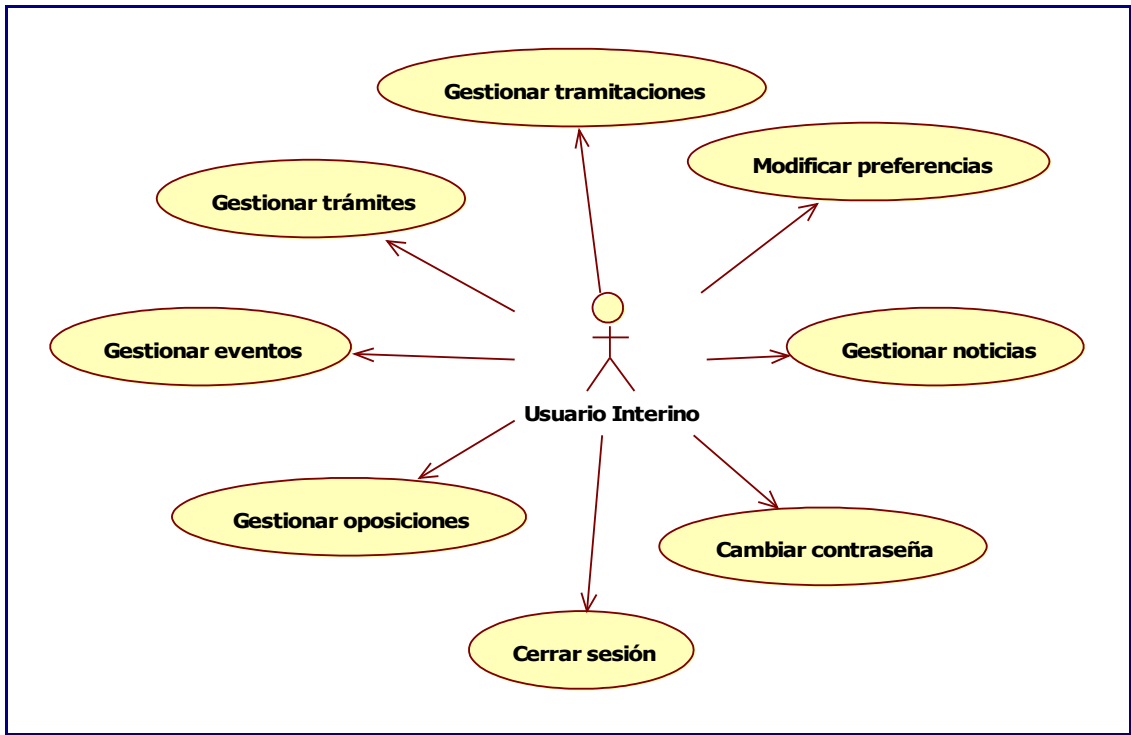 Gestionar tramitaciones
Modificar preferencias
Gestionar trámites
Gestionar eventos
Gestionar noticias
Usuario Interino
Gestionar oposiciones
Cambiar contraseña
Cerrar sesión